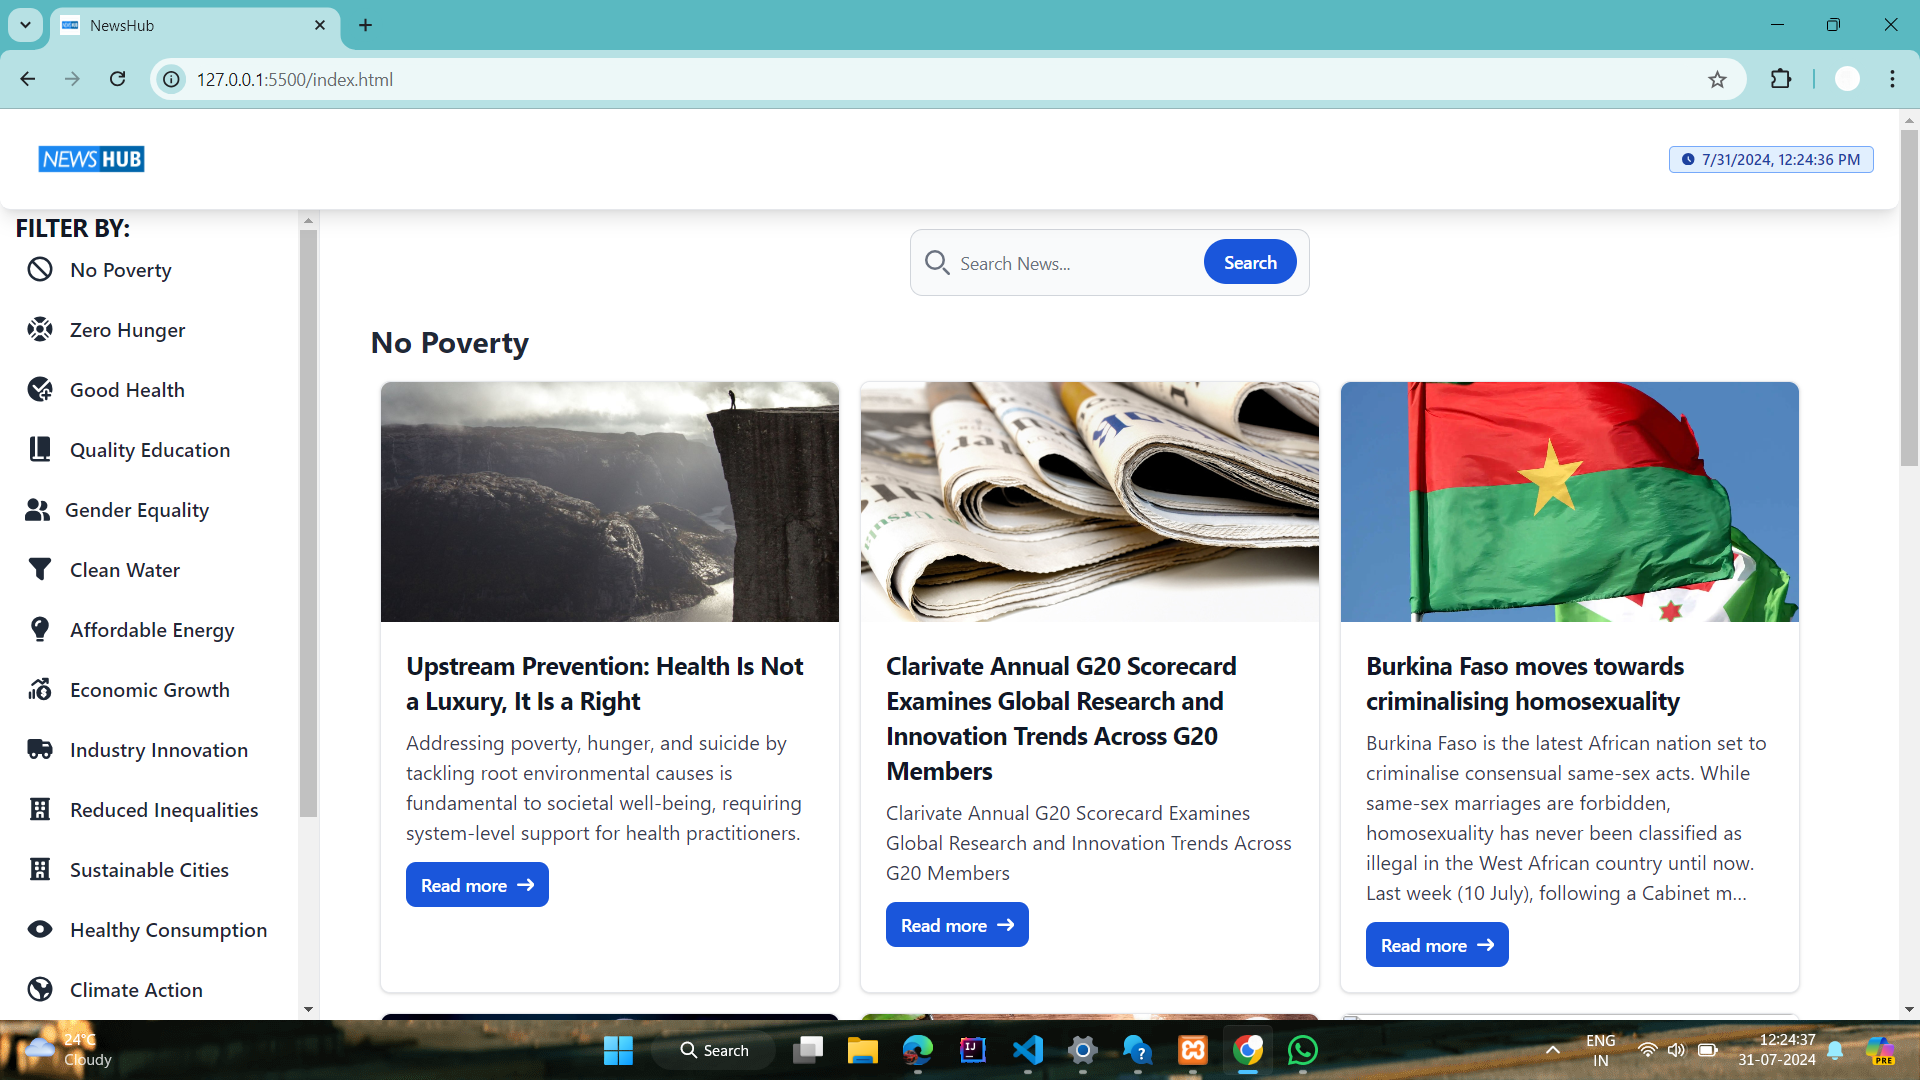 NewsHub
127.0.0.1:5500/index.html
NEWS HUB
7/31/2024, 12:24:36 PM
FILTER BY:
No Poverty
Zero Hunger
Good Health
Quality Education
Gender Equality
Clean Water
Affordable Energy
Economic Growth
Industry Innovation
Reduced Inequalities
Sustainable Cities
Healthy Consumption
Climate Action
Search News...
Search
No Poverty
Upstream Prevention: Health Is Not
a Luxury, It Is a Right
Addressing poverty, hunger, and suicide by
tackling root environmental causes is
fundamental to societal well-being, requiring
system-level support for health practitioners.
Read more
Clarivate Annual G20 Scorecard
Examines Global Research and
Innovation Trends Across G20
Members
Clarivate Annual G20 Scorecard Examines
Global Research and Innovation Trends Across
G20 Members
Read more
Burkina Faso moves towards
criminalising homosexuality
Burkina Faso is the latest African nation set to
criminalise consensual same-sex acts. While
same-sex marriages are forbidden,
homosexuality has never been classified as
illegal in the West African country until now.
Last week (10 July), following a Cabinet m...
Read more
24°C
Cloudy
Search
IJ
ENG
IN
12:24:37
31-07-2024
PRE